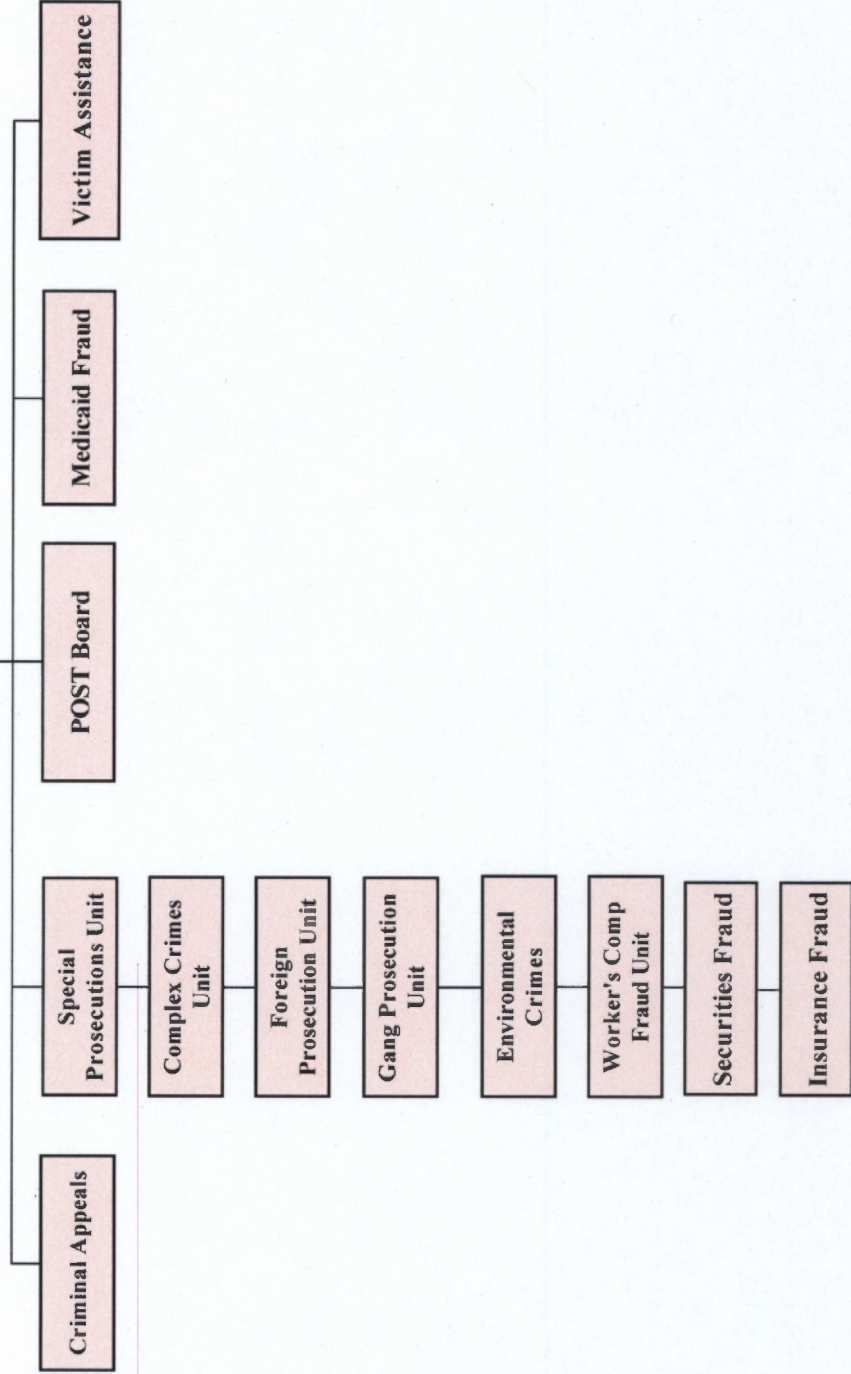 Criminal Appeals
Special
Prosecutions Unit
Complex Crimes
Unit
Foreign
Prosecution Unit
Gang Prosecution
Unit
Environmental
Crimes
Worker's Comp
Fraud Unit
Securities Fraud
Insurance Fraud
POST Board
Medicaid Fraud
Victim Assistance